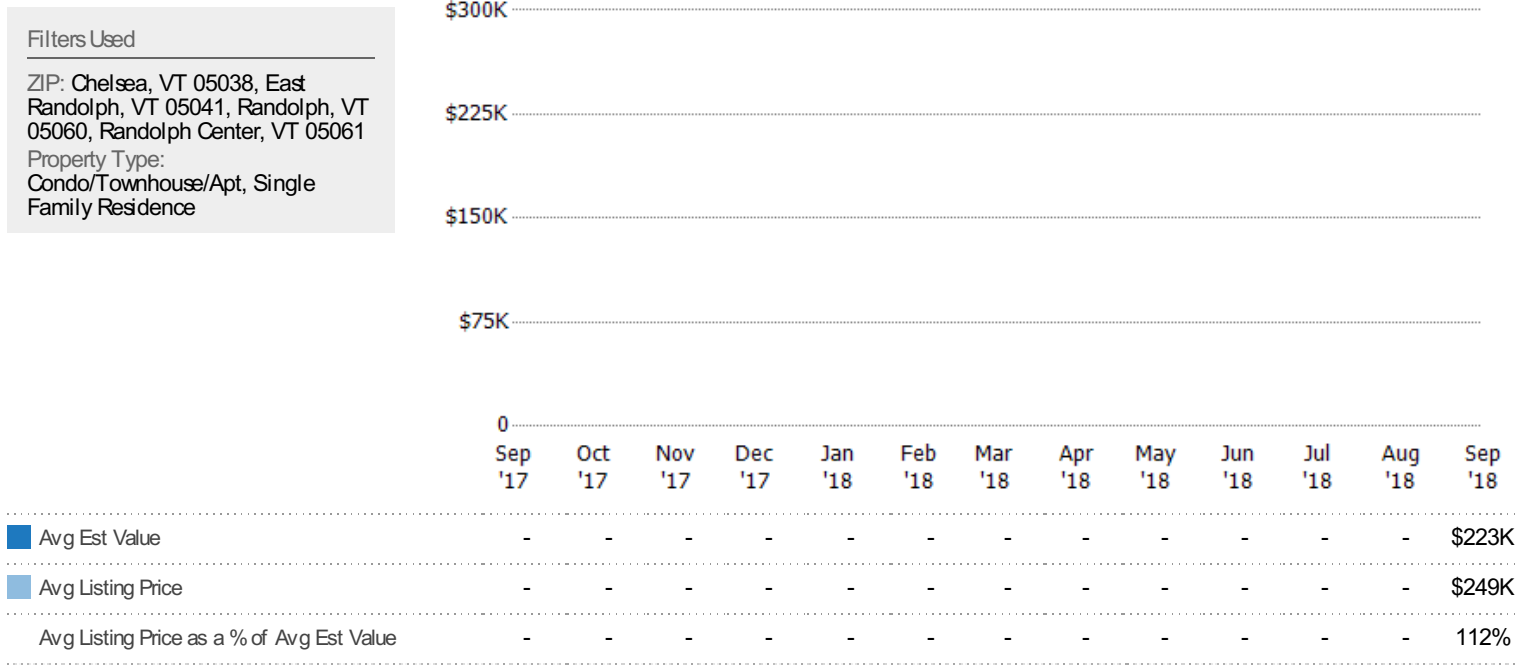 Filters Used
ZIP: Chelsea, VT 05038, East
Randolph, VT 05041, Randolph, VT
05060, Randolph Center, VT 05061
Property Type:
Condo/Townhouse/Apt, Single
Family Residence
$300K
$225K
$150K
$75K
0
Sep Oct Nov Dec Jan Feb Mar Apr May Jun Jul Aug Sep
'17 '17 '17 '17 '18 '18 '18 '18 '18 '18 '18 '18 '18
Avg Est Value - - - - - - - - - - - - $223K
Avg Listing Price - - - - - - - - - - - - $249K
Avg Listing Price as a % of Avg Est Value - - - - - - - - - - - - 112%